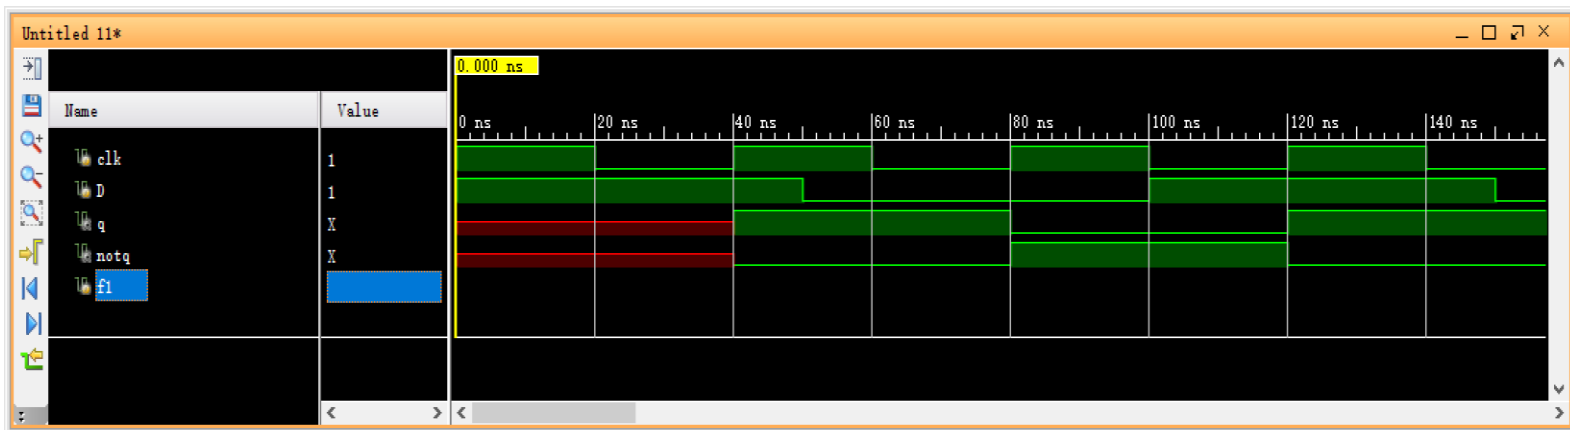 Untitled 11*
0.000 ns
Name Value
0 ns 20 ns 40 ns 60 ns 80 ns 100 ns 120 ns 140 ns
clk 1
D 1
q X
notq X
f1